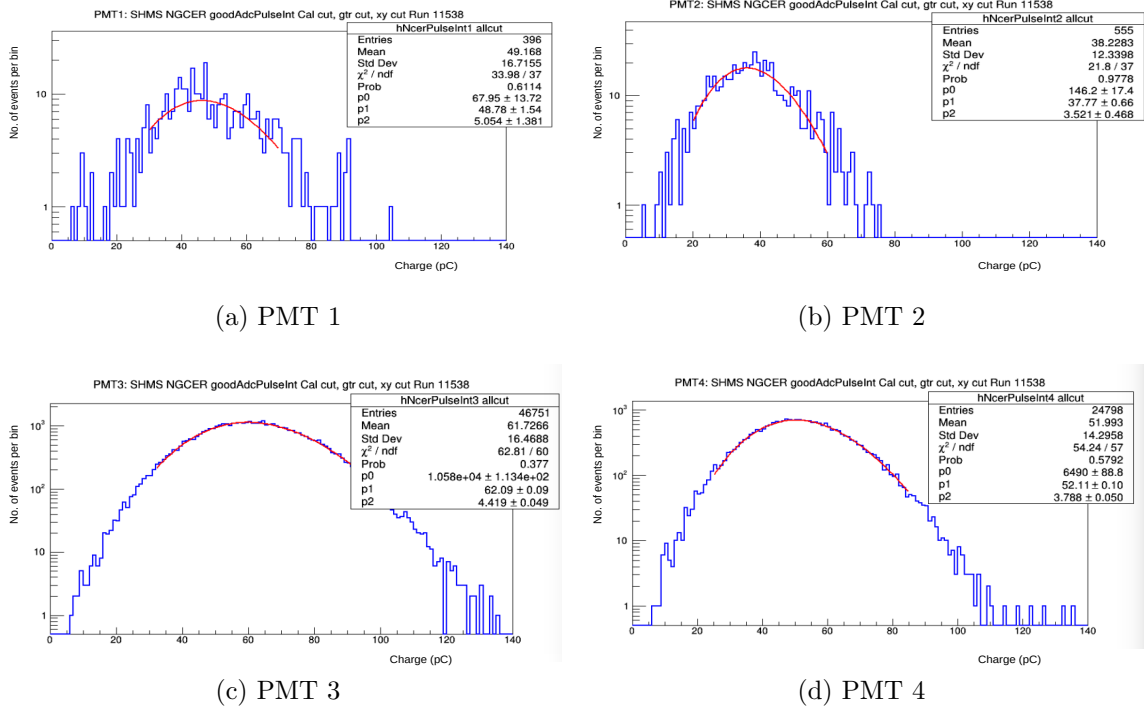 PMT1: SHMS NGCER goodAdcPulseInt Cal cut, gtr cut, xy cut Run 11538
hNcerPulseInt1 allcut
Entries 396
Mean 49.168
Std Dev 16.7155
χ² / ndf 33.98 / 37
Prob 0.6114
p0 67.95 ± 13.72
p1 48.78 ± 1.54
p2 5.054 ± 1.381
No. of events per bin
10
1
0 20 40 60 80 100 120 140
Charge (pC)
(a) PMT 1
PMT2: SHMS NGCER goodAdcPulseInt Cal cut, gtr cut, xy cut Run 11538
hNcerPulseInt2 allcut
Entries 555
Mean 38.2283
Std Dev 12.3398
χ² / ndf 21.8 / 37
Prob 0.9778
p0 146.2 ± 17.4
p1 37.77 ± 0.66
p2 3.521 ± 0.468
No. of events per bin
10
1
0 20 40 60 80 100 120 140
Charge (pC)
(b) PMT 2
PMT3: SHMS NGCER goodAdcPulseInt Cal cut, gtr cut, xy cut Run 11538
hNcerPulseInt3 allcut
Entries 46751
Mean 61.7266
Std Dev 16.4688
χ² / ndf 62.81 / 60
Prob 0.377
p0 1.058e+04 ± 1.134e+02
p1 62.09 ± 0.09
p2 4.419 ± 0.049
No. of events per bin
10³
10²
10
1
0 20 40 60 80 100 120 140
Charge (pC)
(c) PMT 3
PMT4: SHMS NGCER goodAdcPulseInt Cal cut, gtr cut, xy cut Run 11538
hNcerPulseInt4 allcut
Entries 24798
Mean 51.993
Std Dev 14.2958
χ² / ndf 54.24 / 57
Prob 0.5792
p0 6490 ± 88.8
p1 52.11 ± 0.10
p2 3.788 ± 0.050
No. of events per bin
10³
10²
10
1
0 20 40 60 80 100 120 140
Charge (pC)
(d) PMT 4